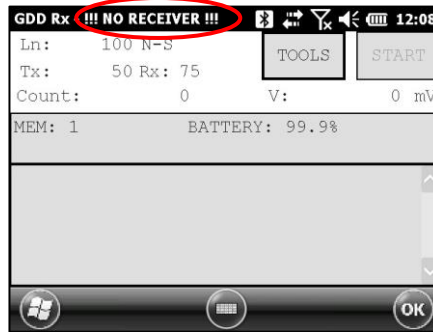 GDD Rx - !!! NO RECEIVER !!! 12:08
Ln: 100 N-S
TOOLS
START
Tx: 50 Rx: 75
Count: 0 V: 0 mV
MEM: 1 BATTERY: 99.9%
OK